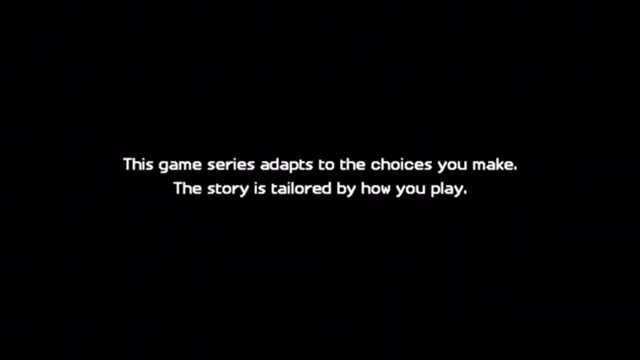 This game series adapts to the choices you make.
The story is tailored by how you play.